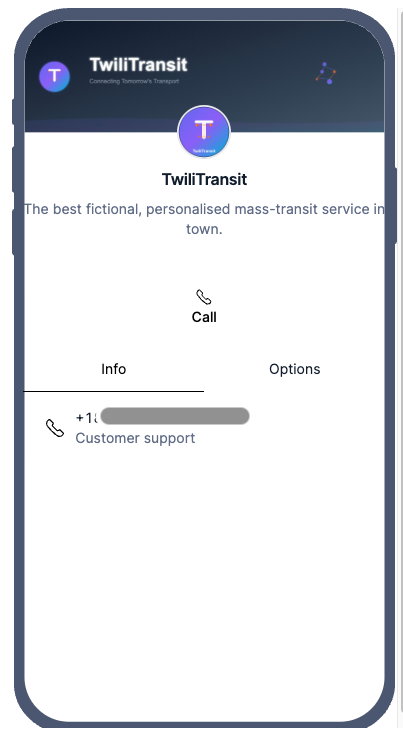 TwiliTransit
T
Connecting Tomorrow's Transport
T
TwiliTransit
TwiliTransit
The best fictional, personalised mass-transit service in
town.
Call
Info
Options
+1
Customer support